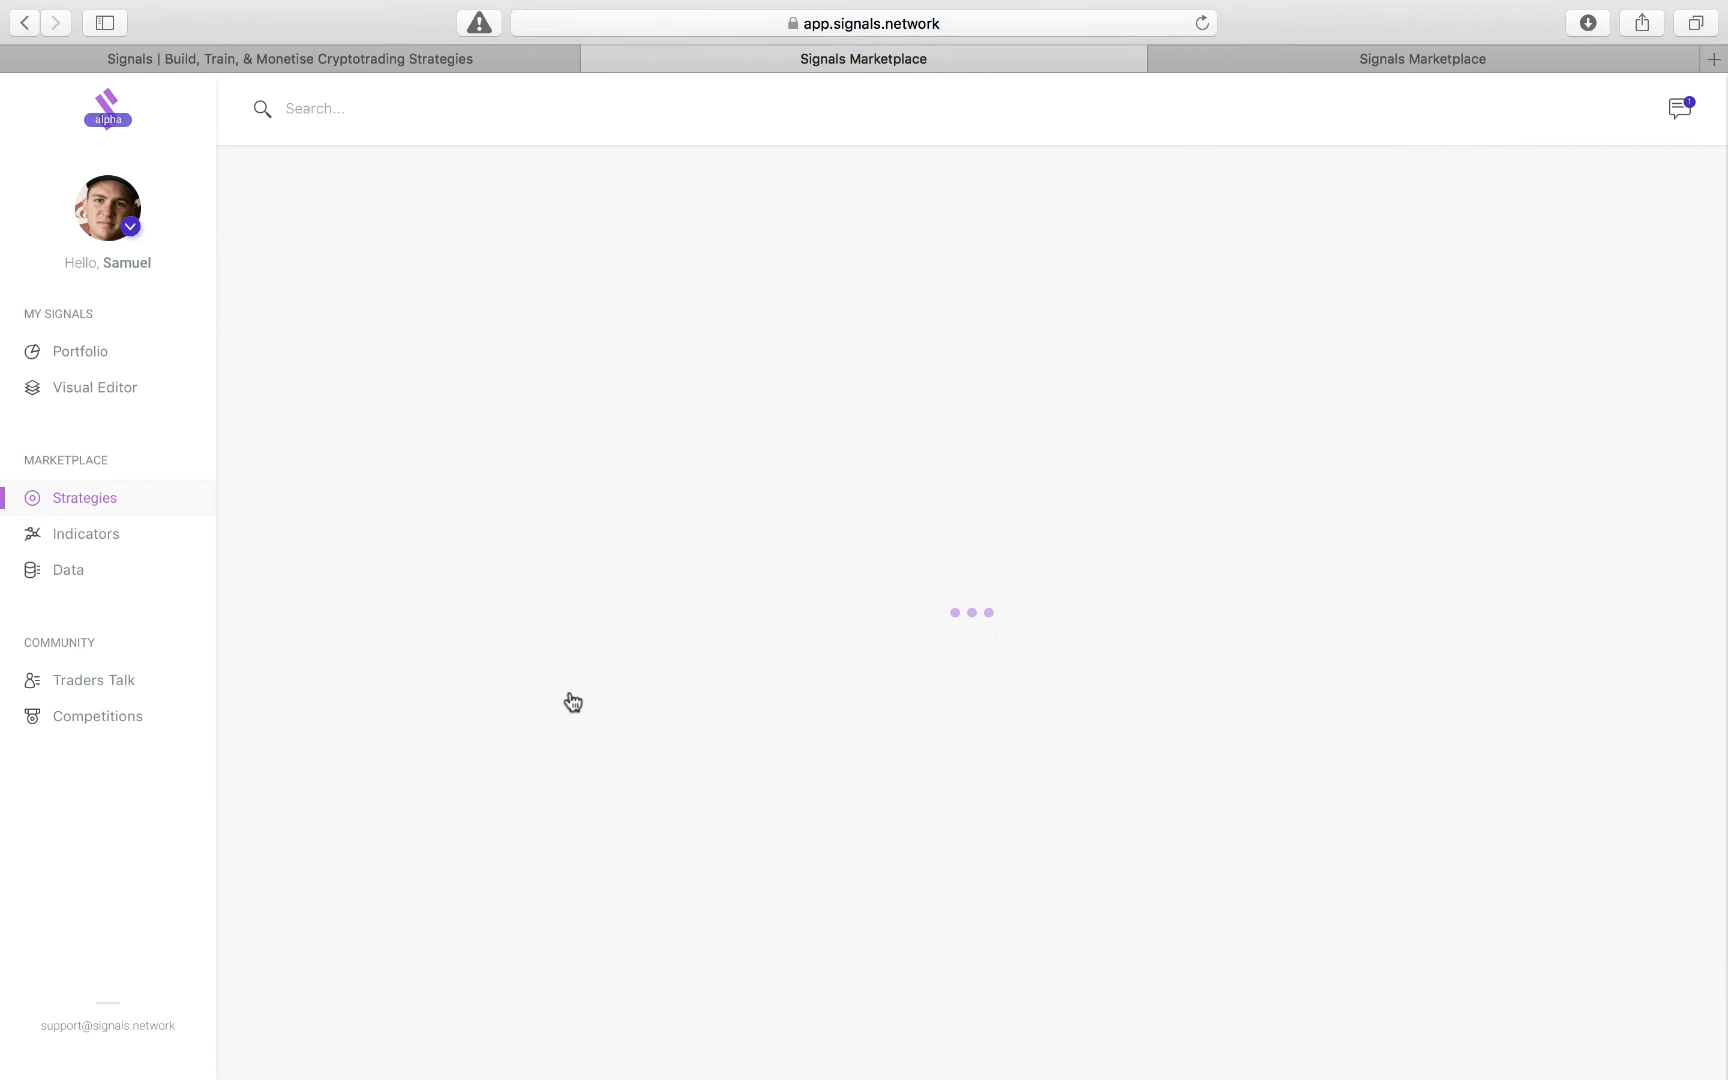 app.signals.network
Signals | Build, Train, & Monetise Cryptotrading Strategies
Signals Marketplace
Signals Marketplace
alpha
Search...
1
Hello, Samuel
MY SIGNALS
Portfolio
Visual Editor
MARKETPLACE
Strategies
Indicators
Data
COMMUNITY
Traders Talk
Competitions
support@signals.network